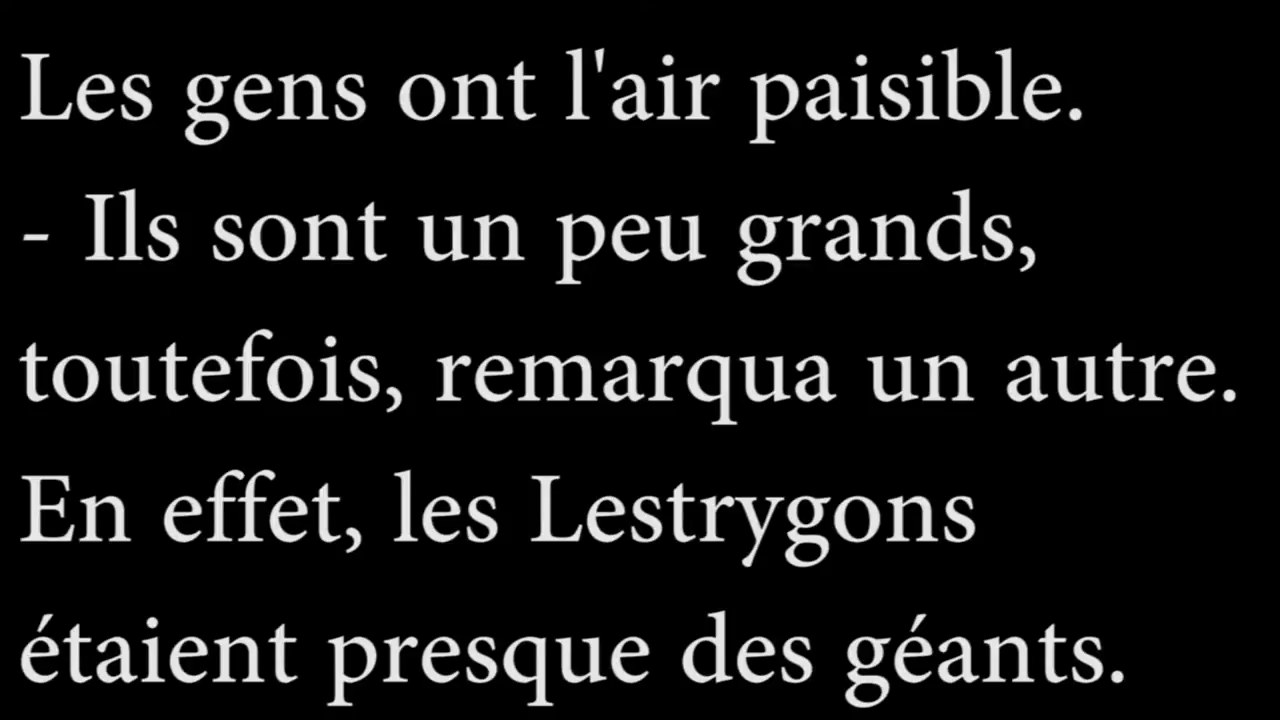 Les gens ont l'air paisible.
- Ils sont un peu grands,
toutefois, remarqua un autre.
En effet, les Lestrygons
étaient presque des géants.